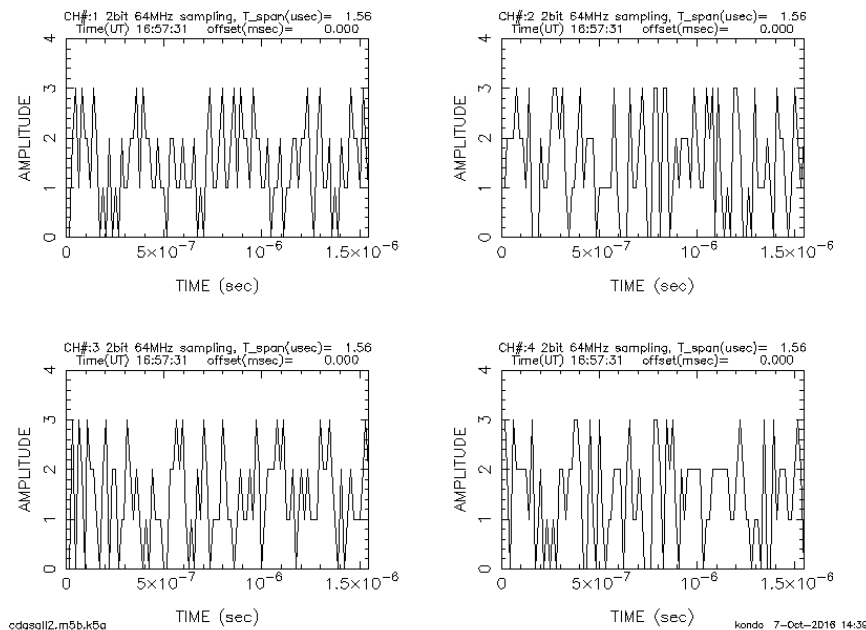 CH#:1 2bit 64MHz sampling, T_span(usec)= 1.56
Time(UT) 16:57:31 offset(msec)= 0.000
4
3
2
1
0
AMPLITUDE
0 5×10⁻⁷ 10⁻⁶ 1.5×10⁻⁶
TIME (sec)
CH#:2 2bit 64MHz sampling, T_span(usec)= 1.56
Time(UT) 16:57:31 offset(msec)= 0.000
4
3
2
1
0
AMPLITUDE
0 5×10⁻⁷ 10⁻⁶ 1.5×10⁻⁶
TIME (sec)
CH#:3 2bit 64MHz sampling, T_span(usec)= 1.56
Time(UT) 16:57:31 offset(msec)= 0.000
4
3
2
1
0
AMPLITUDE
0 5×10⁻⁷ 10⁻⁶ 1.5×10⁻⁶
TIME (sec)
CH#:4 2bit 64MHz sampling, T_span(usec)= 1.56
Time(UT) 16:57:31 offset(msec)= 0.000
4
3
2
1
0
AMPLITUDE
0 5×10⁻⁷ 10⁻⁶ 1.5×10⁻⁶
TIME (sec)
cdasall2.m5b.k5a
kondo 7-Oct-2016